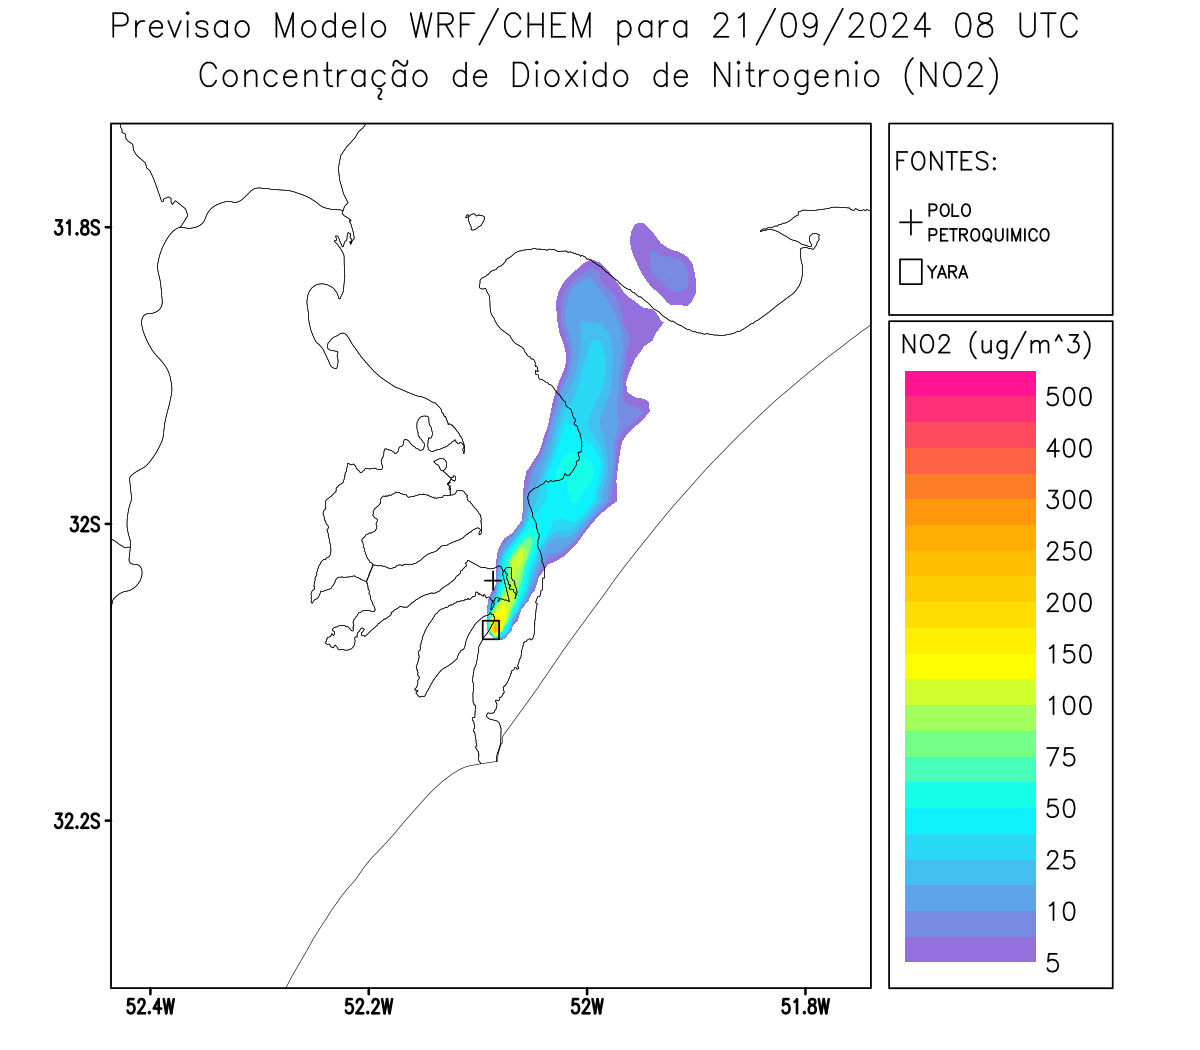 Previsao Modelo WRF/CHEM para 21/09/2024 08 UTC
Concentração de Dioxido de Nitrogenio (NO2)
FONTES:
POLO
PETROQUIMICO
YARA
31.8S
32S
32.2S
52.4W
52.2W
52W
51.8W
NO2 (ug/m^3)
500
400
300
250
200
150
100
75
50
25
10
5